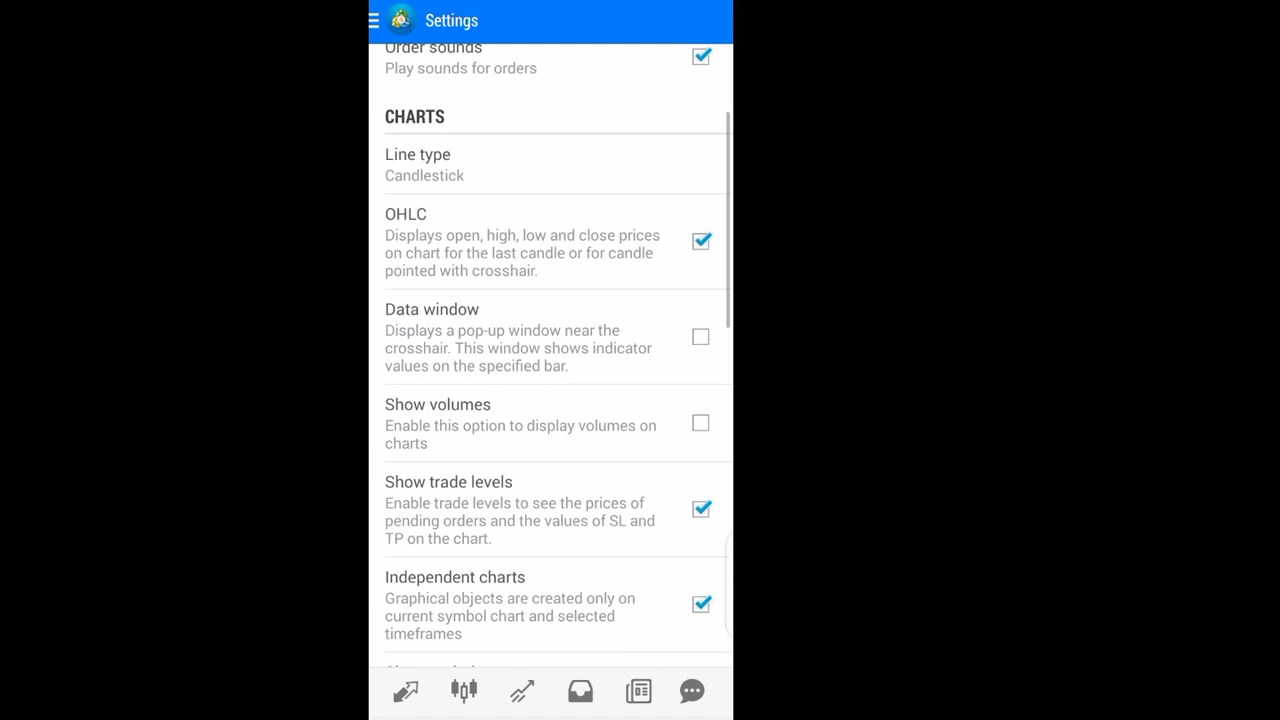 Settings
Order sounds
Play sounds for orders
CHARTS
Line type
Candlestick
OHLC
Displays open, high, low and close prices
on chart for the last candle or for candle
pointed with crosshair.
Data window
Displays a pop-up window near the
crosshair. This window shows indicator
values on the specified bar.
Show volumes
Enable this option to display volumes on
charts
Show trade levels
Enable trade levels to see the prices of
pending orders and the values of SL and
TP on the chart.
Independent charts
Graphical objects are created only on
current symbol chart and selected
timeframes